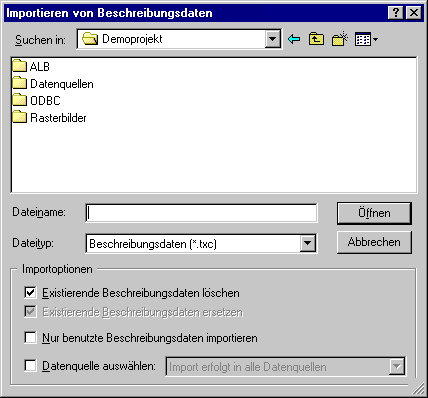 Importieren von Beschreibungsdaten
Suchen in: Demoprojekt
ALB
Datenquellen
ODBC
Rasterbilder
Dateiname:
Öffnen
Dateityp: Beschreibungsdaten (*.txc)
Abbrechen
Importoptionen
Existierende Beschreibungsdaten löschen
Existierende Beschreibungsdaten ersetzen
Nur benutzte Beschreibungsdaten importieren
Datenquelle auswählen: Import erfolgt in alle Datenquellen